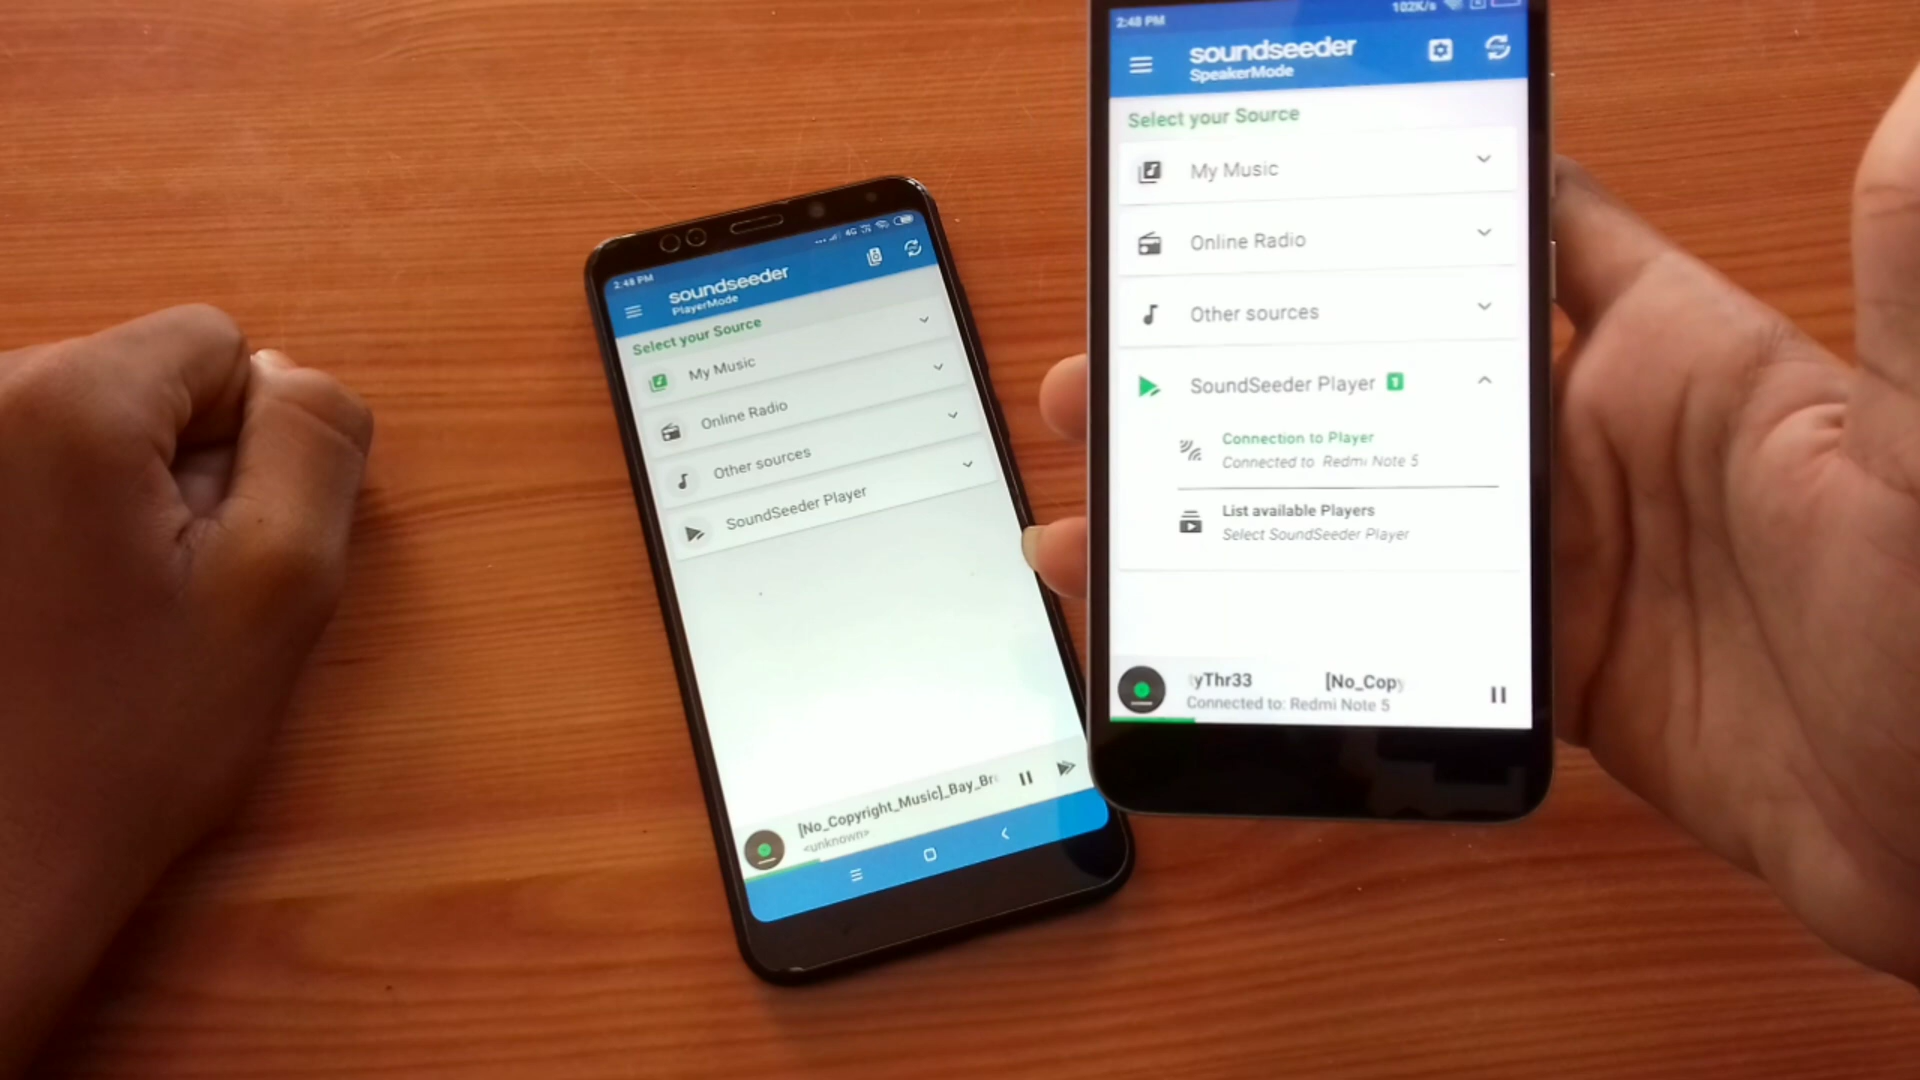 2:48 PM
soundseeder
PlayerMode
Select your Source
My Music
Online Radio
Other sources
SoundSeeder Player
[No_Copyright_Music]_Bay_Br
<unknown>
4G
2:48 PM
102K/s
soundseeder
SpeakerMode
Select your Source
My Music
Online Radio
Other sources
SoundSeeder Player 1
Connection to Player
Connected to Redmi Note 5
List available Players
Select SoundSeeder Player
yThr33 [No_Copy
Connected to: Redmi Note 5